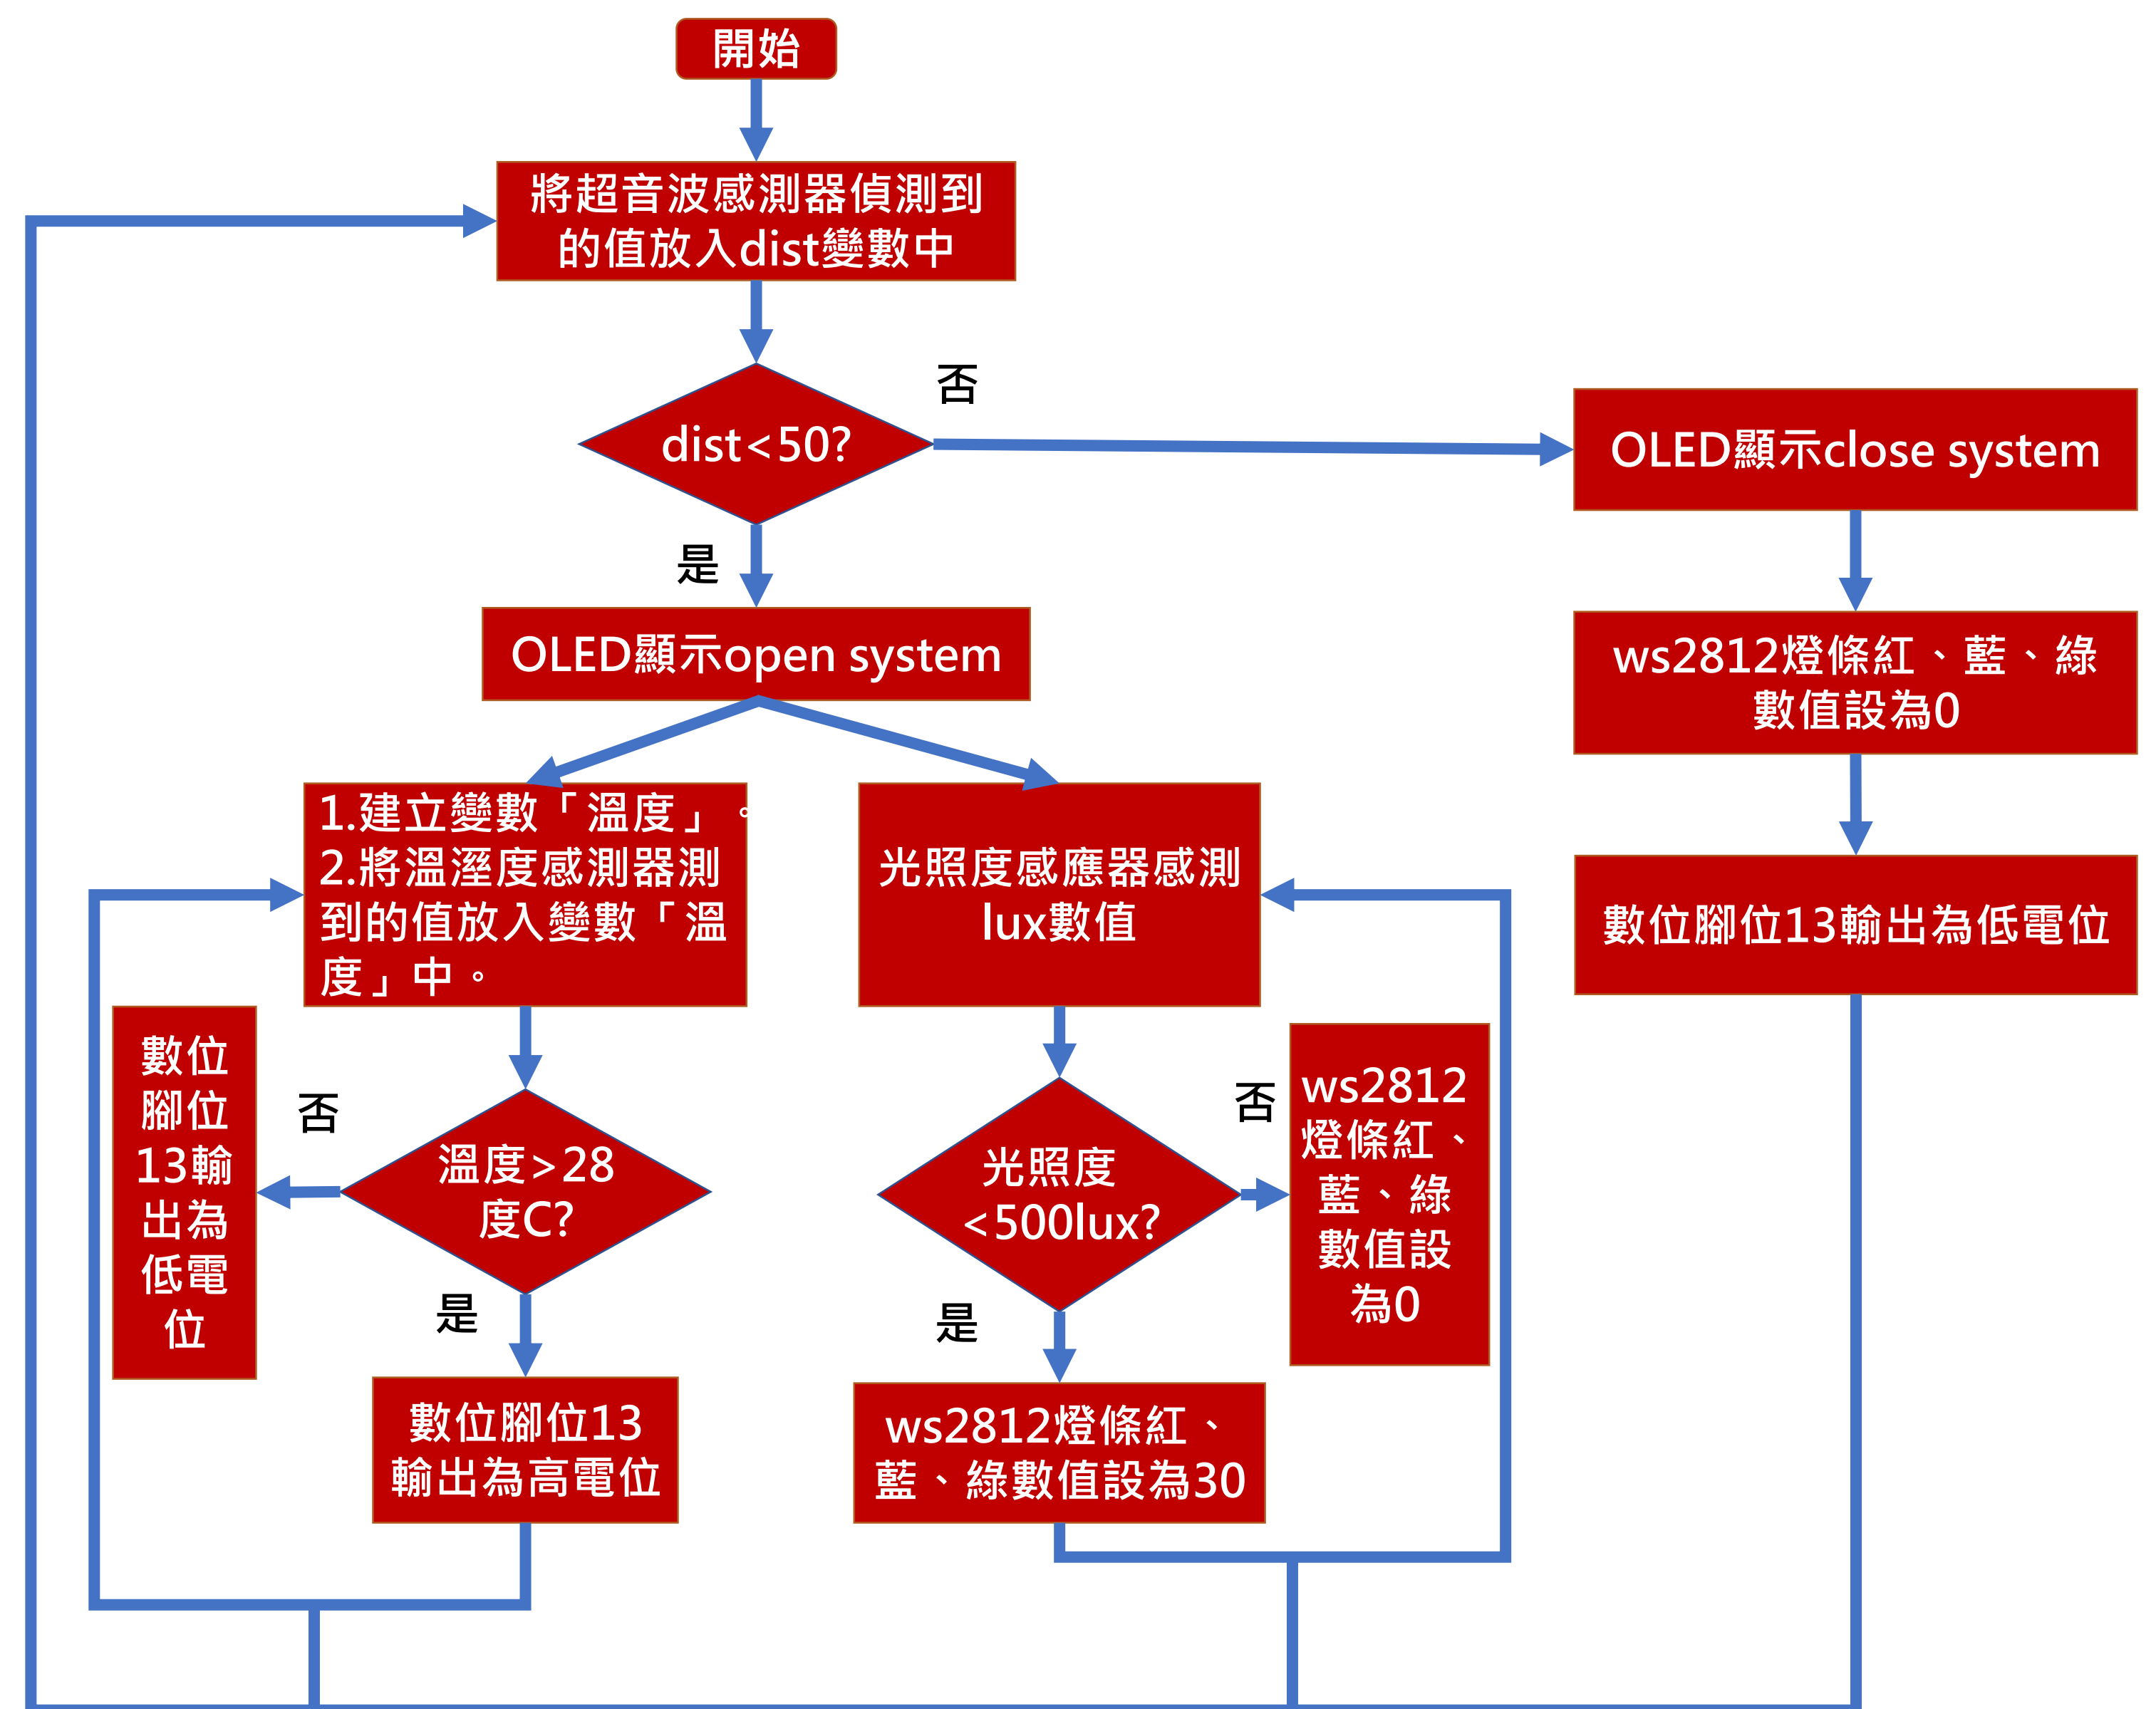 開始
將超音波感測器偵測到
的值放入dist變數中
dist<50?
否
是
OLED顯示close system
OLED顯示open system
ws2812燈條紅、藍、綠
數值設為0
數位腳位13輸出為低電位
1.建立變數「溫度」。
2.將溫溼度感測器測
到的值放入變數「溫
度」中。
光照度感應器感測
lux數值
數位
腳位
13輸
出為
低電
位
否
溫度>28
度C?
是
數位腳位13
輸出為高電位
光照度
<500lux?
否
是
ws2812
燈條紅、
藍、綠
數值設
為0
ws2812燈條紅、
藍、綠數值設為30